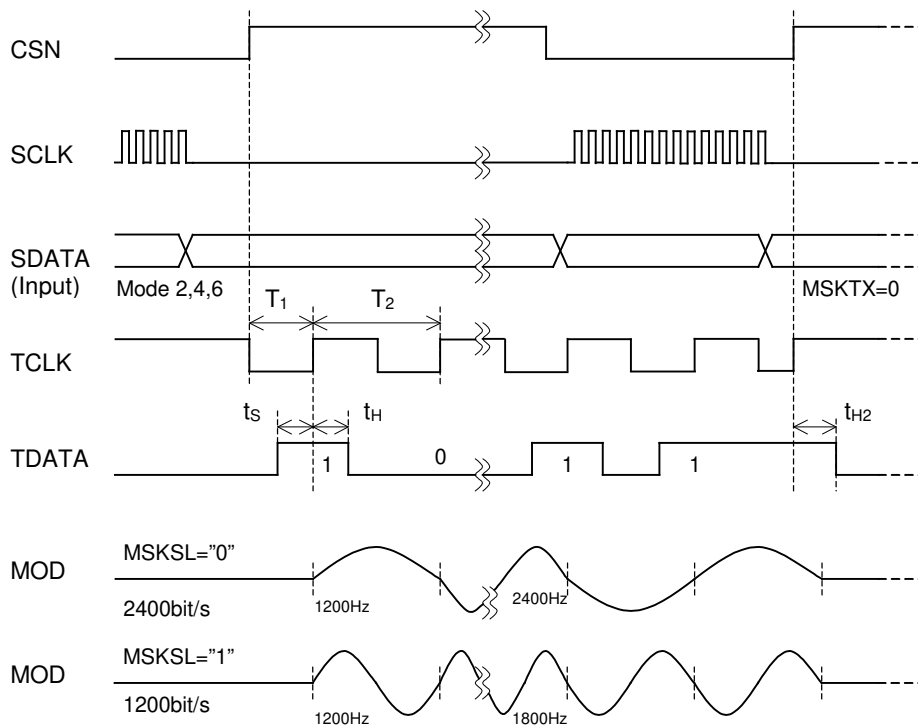 CSN
SCLK
SDATA
(Input)
Mode 2,4,6
MSKTX=0
T1
T2
TCLK
tS
tH
tH2
TDATA
1
0
1
1
MOD
MSKSL=”0”
2400bit/s
1200Hz
2400Hz
MOD
MSKSL=”1”
1200bit/s
1200Hz
1800Hz